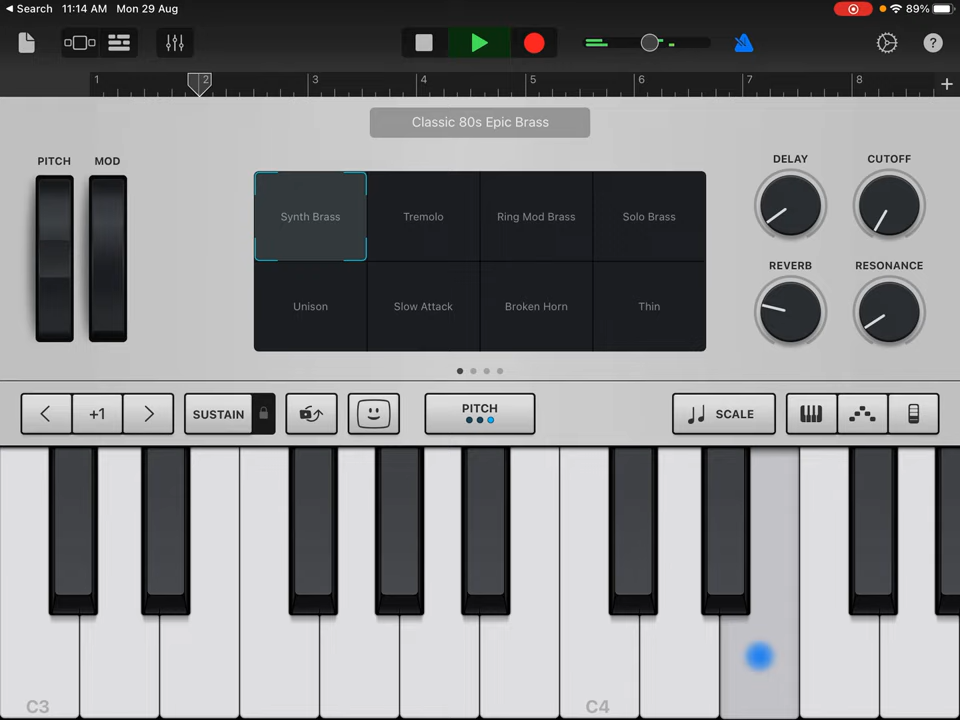 Search 11:14 AM Mon 29 Aug 89%
1 2 3 4 5 6 7 8 +
Classic 80s Epic Brass
PITCH MOD
DELAY CUTOFF
Synth Brass Tremolo Ring Mod Brass Solo Brass
REVERB RESONANCE
Unison Slow Attack Broken Horn Thin
+1 SUSTAIN PITCH SCALE
C3 C4